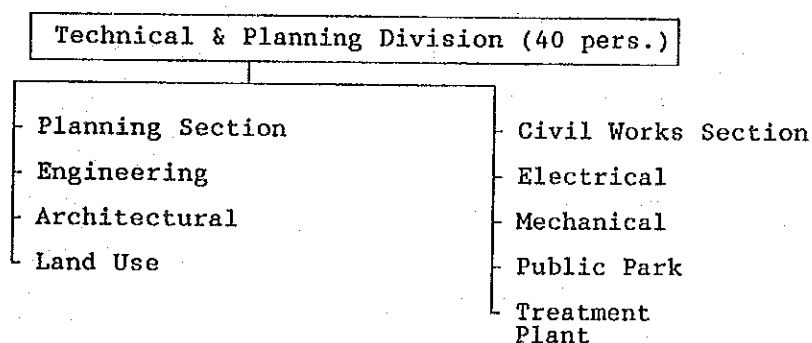 Technical & Planning Division (40 pers.)
Planning Section
Engineering
Architectural
Land Use
Civil Works Section
Electrical
Mechanical
Public Park
Treatment
Plant